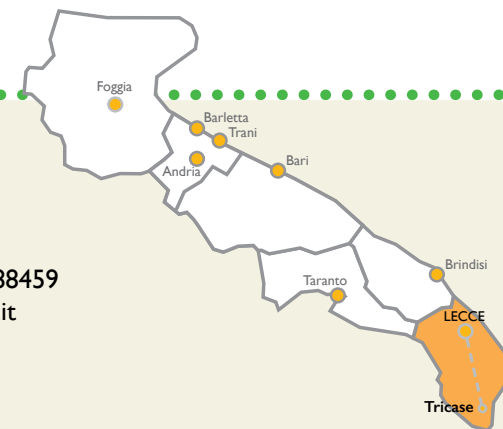 Foggia
Barletta
Trani
Andria
Bari
38459
it
Brindisi
Taranto
LECCE
Tricase